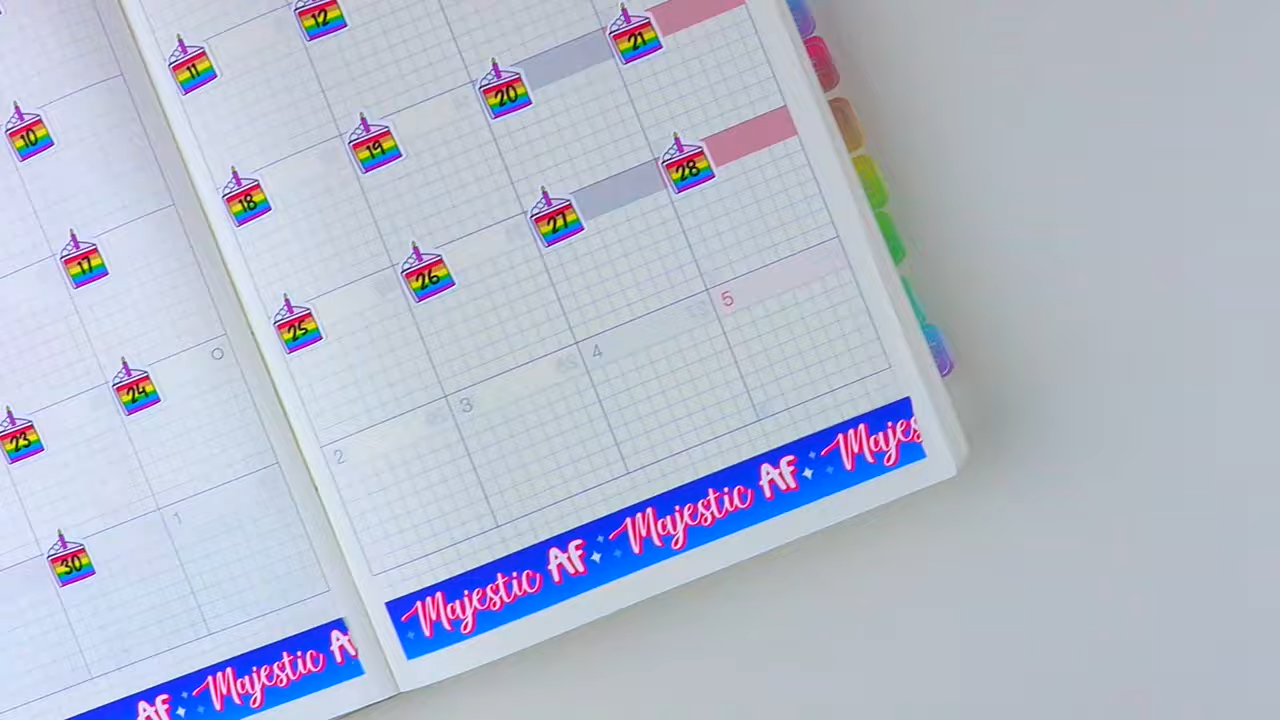 10
17
23 24
30 1
AF Majestic A
11 12
18 19 20 21
25 26 27 28
2 3 4 5
Majestic AF Majestic AF Majes